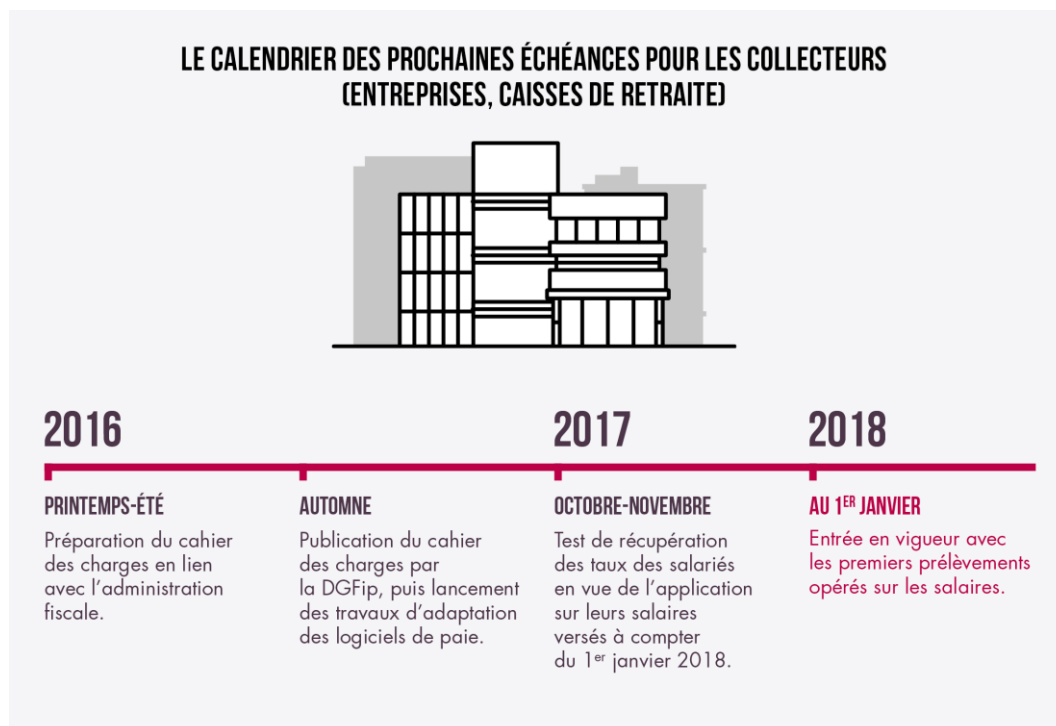 LE CALENDRIER DES PROCHAINES ÉCHÉANCES POUR LES COLLECTEURS
(ENTREPRISES, CAISSES DE RETRAITE)
2016
PRINTEMPS-ÉTÉ
Préparation du cahier
des charges en lien
avec l’administration
fiscale.
AUTOMNE
Publication du cahier
des charges par
la DGFip, puis lancement
des travaux d’adaptation
des logiciels de paie.
2017
OCTOBRE-NOVEMBRE
Test de récupération
des taux des salariés
en vue de l’application
sur leurs salaires
versés à compter
du 1er janvier 2018.
2018
AU 1ER JANVIER
Entrée en vigueur avec
les premiers prélèvements
opérés sur les salaires.